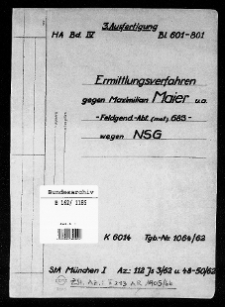 3. Ausfertigung
HA Bd. IV Bl. 601-801
Ermittlungsverfahren
gegen Maximilian Maier u.a.
-Feldgend.-Abt. (mot) 683-
wegen NSG
Bundesarchiv
B 162/ 1185
K 6014 Tgb-Nr. 1064/62
StA München I Az.: 112 Js 3/62 u 48-50/62